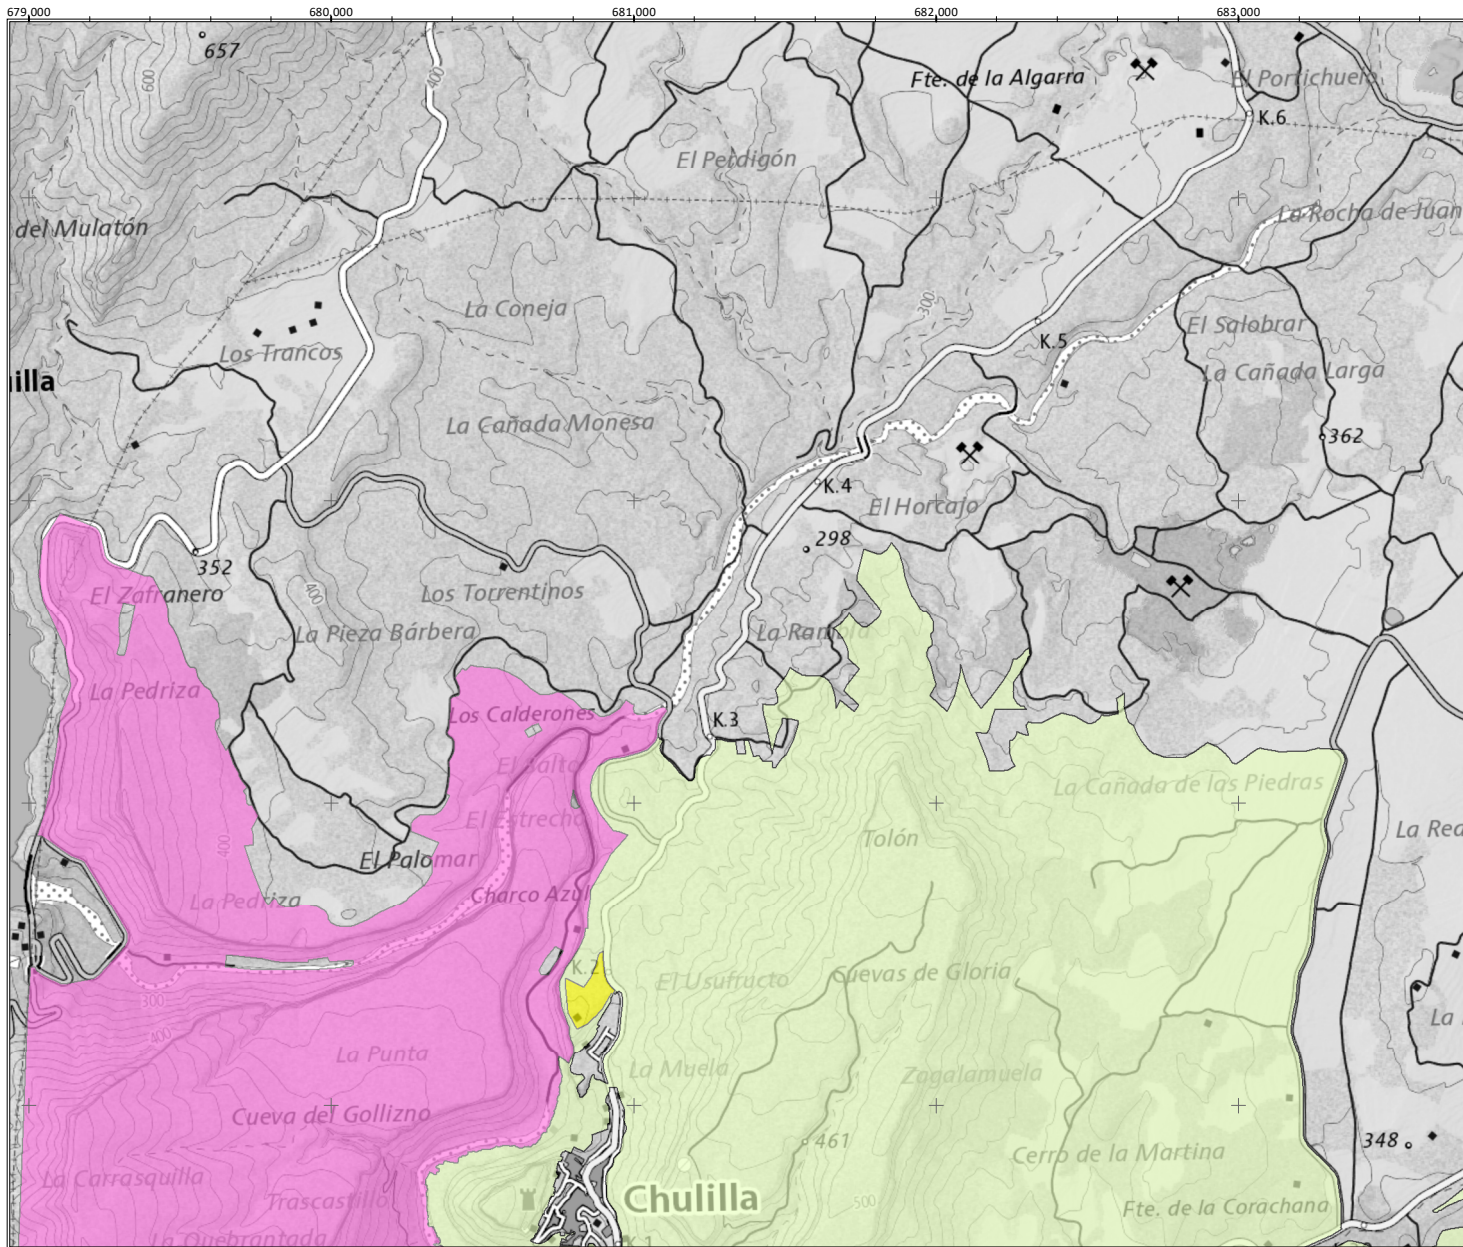 679,000 680,000 681,000 682,000 683,000
657
600
400
Fte. de la Algarra
El Portichuelo
K.6
El Perdigón
La Rocha de Juan
del Mulatón
300
La Coneja
El Salobrar
K.5
Los Trancos
La Cañada Larga
illa
La Cañada Monesa
362
K.4
El Horcajo
298
352
El Zafranero
400
Los Torrentinos
La Pieza Bárbera
La Rambla
La Pedriza
Los Calderones
K.3
El Salto
La Cañada de las Piedras
El Estrecho
Tolón
La Rea
400
El Palomar
Charco Azul
La Pedriza
K.2
El Usufructo
Cuevas de Gloria
300
La
400
La Punta
La Muela
Zagalamuela
Cueva del Gollizno
461
348
Cerro de la Martina
La Carrasquilla
Trascastillo
Chulilla
500
Fte. de la Corachana
La Quebrantada
K.1